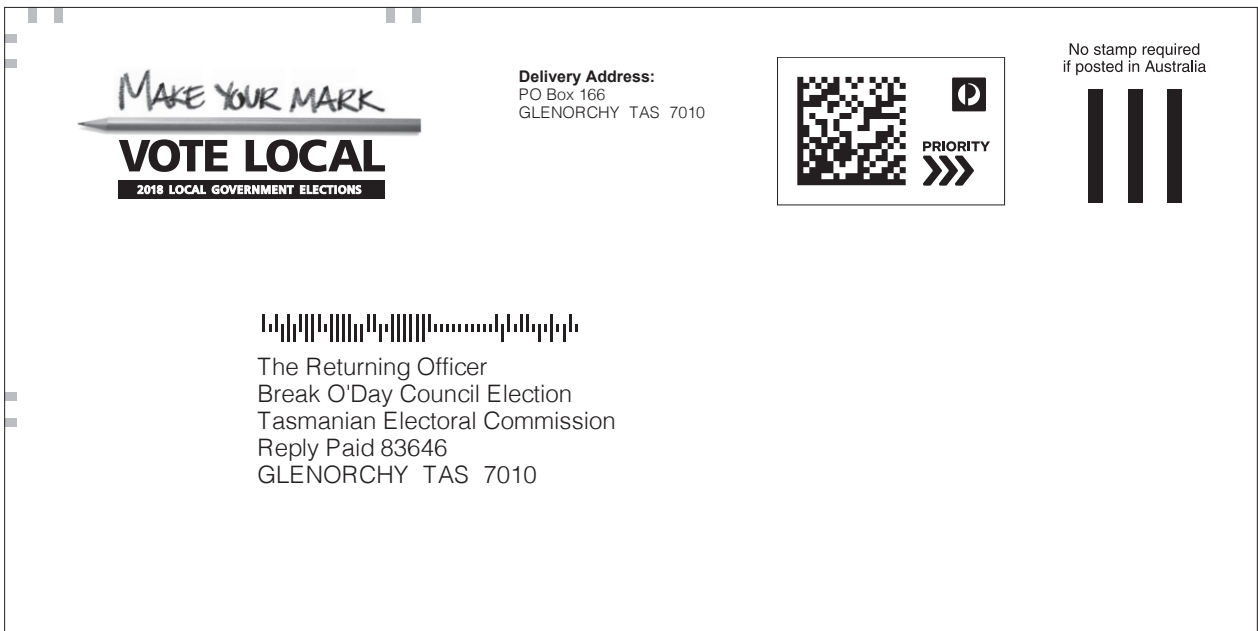 MAKE YOUR MARK
VOTE LOCAL
2018 LOCAL GOVERNMENT ELECTIONS
Delivery Address:
PO Box 166
GLENORCHY TAS 7010
PRIORITY
No stamp required
if posted in Australia
The Returning Officer
Break O'Day Council Election
Tasmanian Electoral Commission
Reply Paid 83646
GLENORCHY TAS 7010